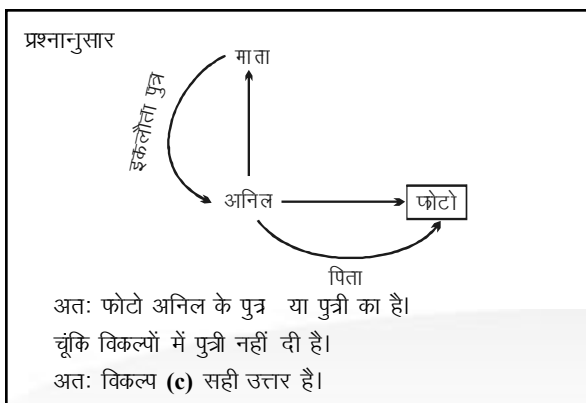 प्रश्नानुसार
माता
इकलौता पुत्र
अनिल
फोटो
पिता
अतः फोटो अनिल के पुत्र या पुत्री का है।
चूंकि विकल्पों में पुत्री नहीं दी है।
अतः विकल्प (c) सही उत्तर है।